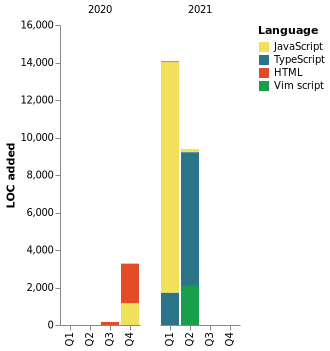 2020 2021
Language
JavaScript
TypeScript
HTML
Vim script
LOC added
16,000
14,000
12,000
10,000
8,000
6,000
4,000
2,000
0
Q1 Q2 Q3 Q4 Q1 Q2 Q3 Q4